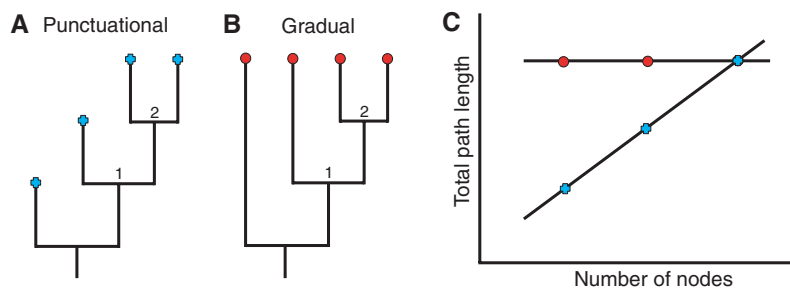 A Punctuational
B Gradual
C
2
1
2
1
Total path length
Number of nodes